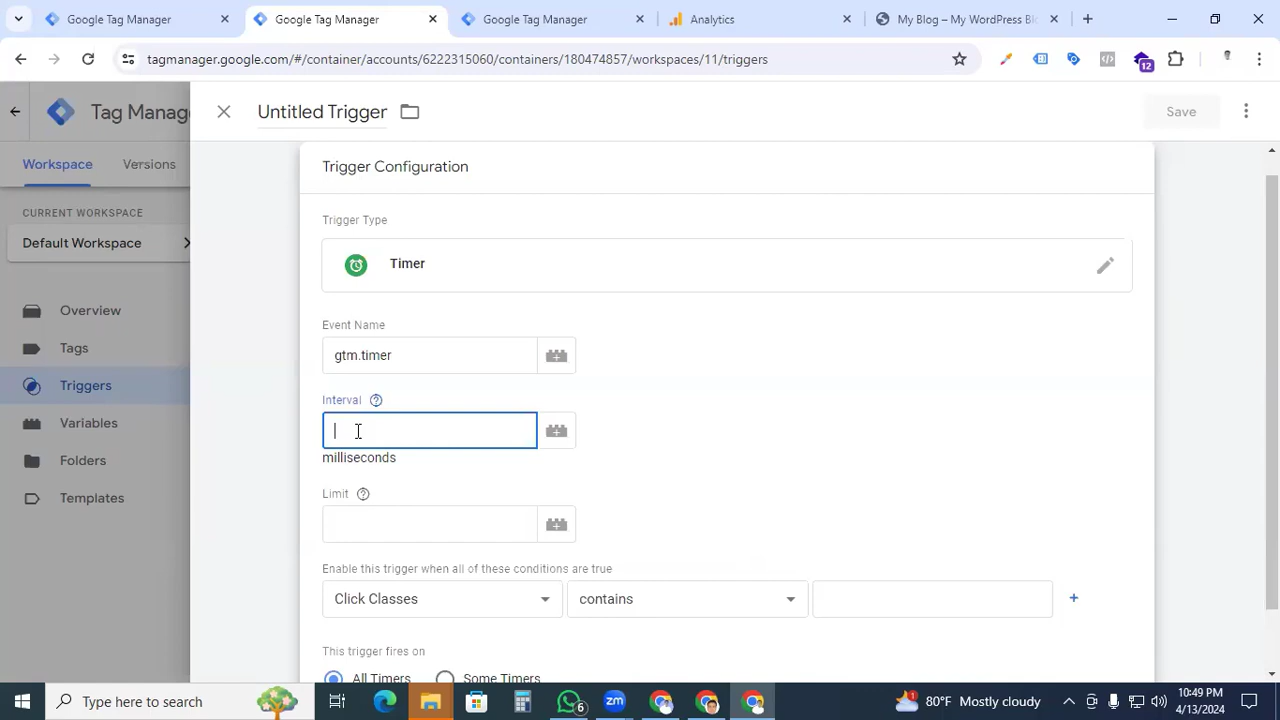 Google Tag Manager
Google Tag Manager
Google Tag Manager
Analytics
My Blog – My WordPress Bl
tagmanager.google.com/#/container/accounts/6222315060/containers/180474857/workspaces/11/triggers
12
Tag Manag
Untitled Trigger
Save
Workspace
Versions
Trigger Configuration
CURRENT WORKSPACE
Default Workspace
Trigger Type
Timer
Overview
Tags
Triggers
Variables
Folders
Templates
Event Name
gtm.timer
Interval
milliseconds
Limit
Enable this trigger when all of these conditions are true
Click Classes
contains
This trigger fires on
All Timers
Some Timers
Type here to search
6
1
80°F Mostly cloudy
10:49 PM
4/13/2024